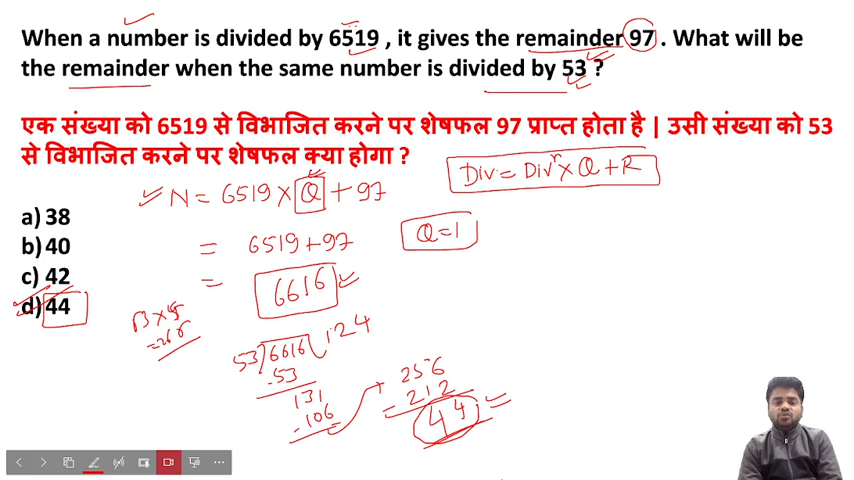 When a number is divided by 6519 , it gives the remainder 97 . What will be
the remainder when the same number is divided by 53 ?
एक संख्या को 6519 से विभाजित करने पर शेषफल 97 प्राप्त होता है | उसी संख्या को 53
से विभाजित करने पर शेषफल क्या होगा ?
Div = Divʳ × Q + R
N = 6519 × Q + 97
a) 38
b) 40
= 6519 + 97
Q = 1
c) 42
= 6616
d) 44
53)6616(124
- 53
131
- 106
256
- 212
44